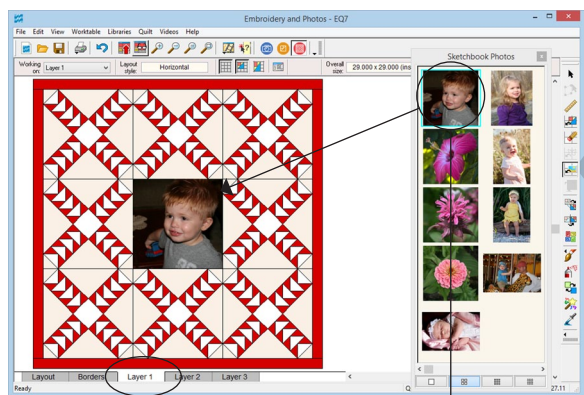 Embroidery and Photos - EQ7
File Edit View Worktable Libraries Quilt Videos Help
Working on: Layer 1 Layout style: Horizontal Overall size: 29.000 x 29.000 (ins
Sketchbook Photos
Layout Borders Layer 1 Layer 2 Layer 3
Ready
27.11